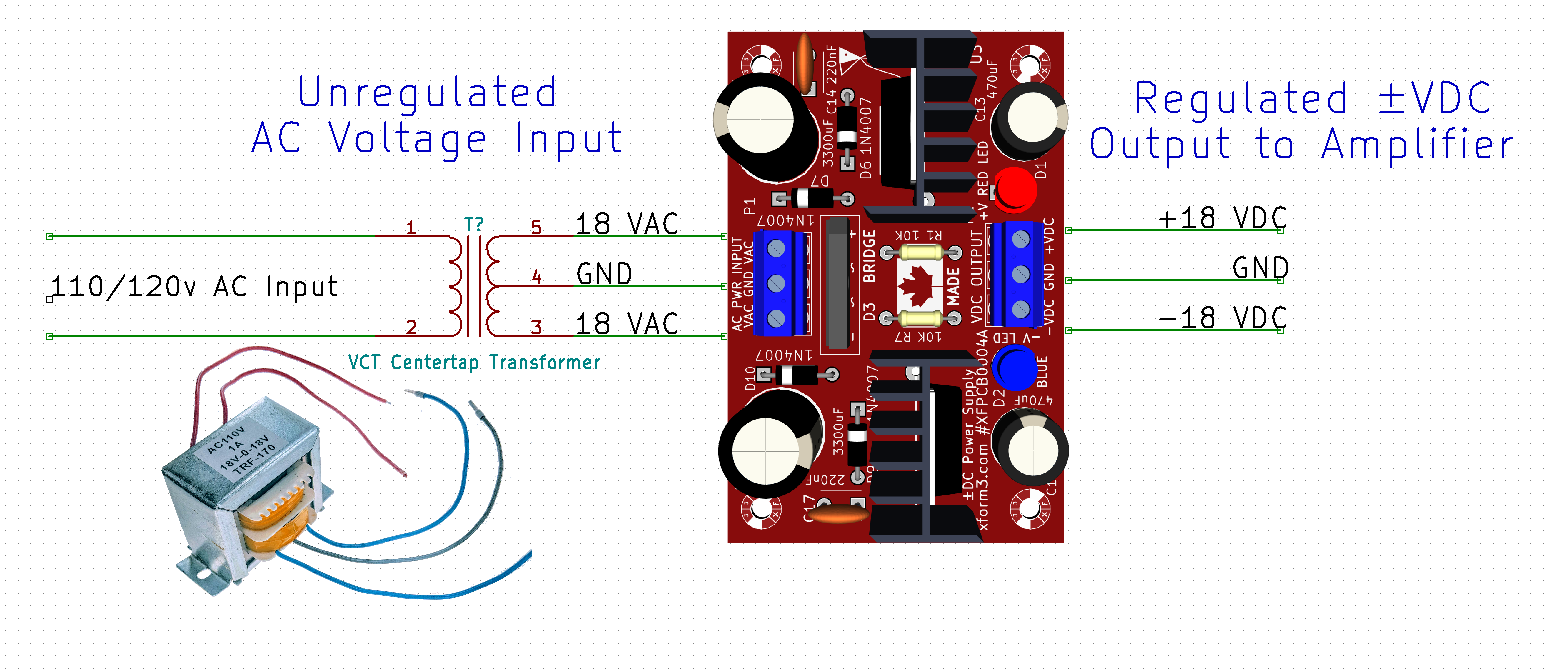 Unregulated
AC Voltage Input
Regulated ±VDC
Output to Amplifier
T?
1
2
5
4
3
18 VAC
GND
18 VAC
110/120v AC Input
VCT Centertap Transformer
AC110V
1A
18V-0-18V
TRF-170
+18 VDC
GND
-18 VDC
220nF
C14
3300uF
D6 1N4007
D7
1N4007
P1
AC PWR INPUT
VAC GND VAC
BRIDGE
D3
+
R1 10K
MADE
10K R7
U3
470uF
C13
+V RED LED
D1
VDC OUTPUT
-VDC GND +VDC
-V LED
BLUE
D2
470uF
1N4007
D10
1N4007
3300uF
220nF
C17
±DC Power Supply
xform3.com #XFPCB0004A